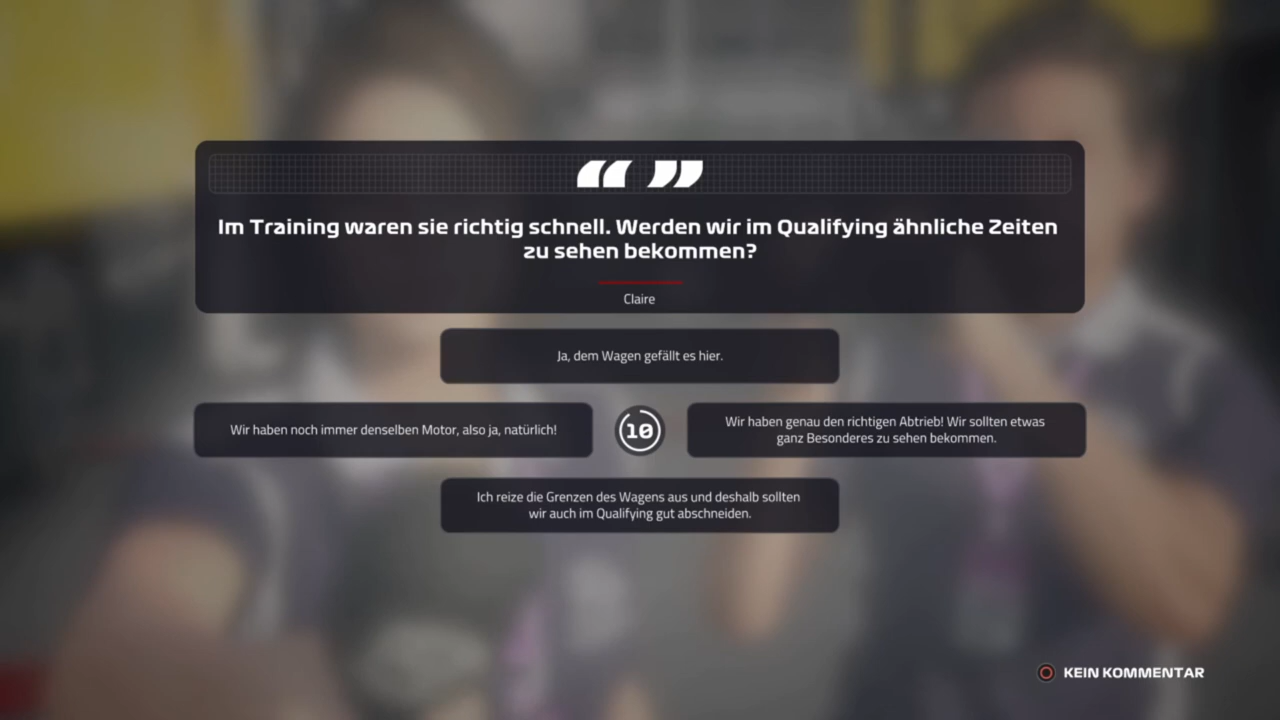 “ ”
Im Training waren sie richtig schnell. Werden wir im Qualifying ähnliche Zeiten
zu sehen bekommen?
Claire
Ja, dem Wagen gefällt es hier.
Wir haben noch immer denselben Motor, also ja, natürlich!
10
Wir haben genau den richtigen Abtrieb! Wir sollten etwas
ganz Besonderes zu sehen bekommen.
Ich reize die Grenzen des Wagens aus und deshalb sollten
wir auch im Qualifying gut abschneiden.
KEIN KOMMENTAR